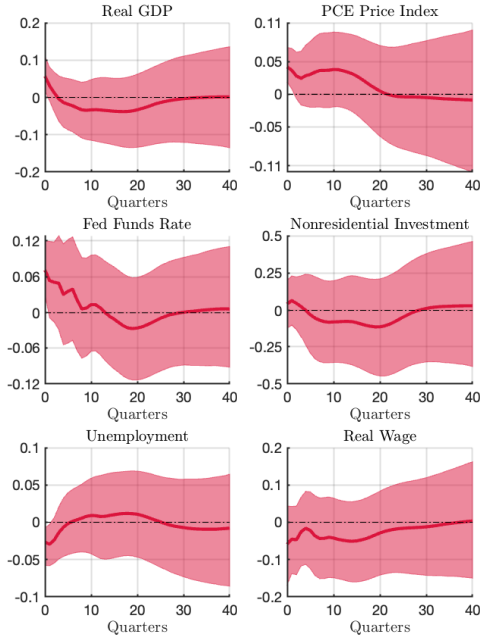 Real GDP
0.2
0.1
0
-0.1
-0.2
0 10 20 30 40
Quarters
PCE Price Index
0.11
0.05
0
-0.05
-0.11
0 10 20 30 40
Quarters
Fed Funds Rate
0.12
0.06
0
-0.06
-0.12
0 10 20 30 40
Quarters
Nonresidential Investment
0.5
0.25
0
-0.25
-0.5
0 10 20 30 40
Quarters
Unemployment
0.1
0.1
0
-0.1
-0.1
0 10 20 30 40
Quarters
Real Wage
0.2
0.1
0
-0.1
-0.2
0 10 20 30 40
Quarters